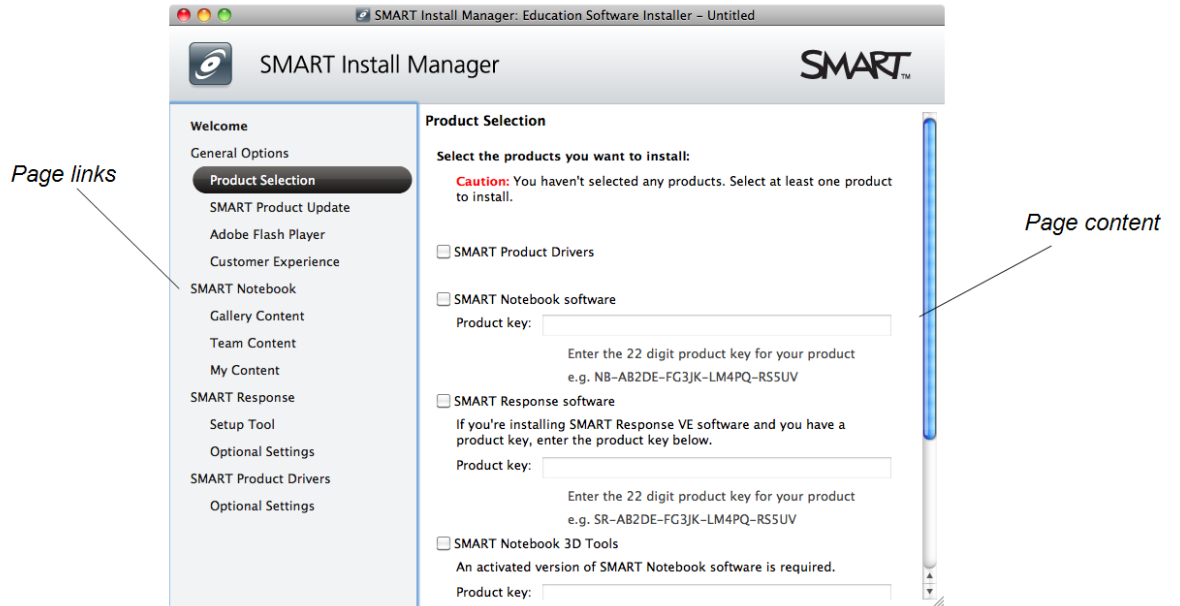 SMART Install Manager: Education Software Installer – Untitled
SMART Install Manager
SMART™
Page links
Welcome
General Options
Product Selection
SMART Product Update
Adobe Flash Player
Customer Experience
SMART Notebook
Gallery Content
Team Content
My Content
SMART Response
Setup Tool
Optional Settings
SMART Product Drivers
Optional Settings
Product Selection
Select the products you want to install:
Caution: You haven't selected any products. Select at least one product
to install.
SMART Product Drivers
SMART Notebook software
Product key:
Enter the 22 digit product key for your product
e.g. NB-AB2DE-FG3JK-LM4PQ-RS5UV
SMART Response software
If you're installing SMART Response VE software and you have a
product key, enter the product key below.
Product key:
Enter the 22 digit product key for your product
e.g. SR-AB2DE-FG3JK-LM4PQ-RS5UV
SMART Notebook 3D Tools
An activated version of SMART Notebook software is required.
Product key:
Page content